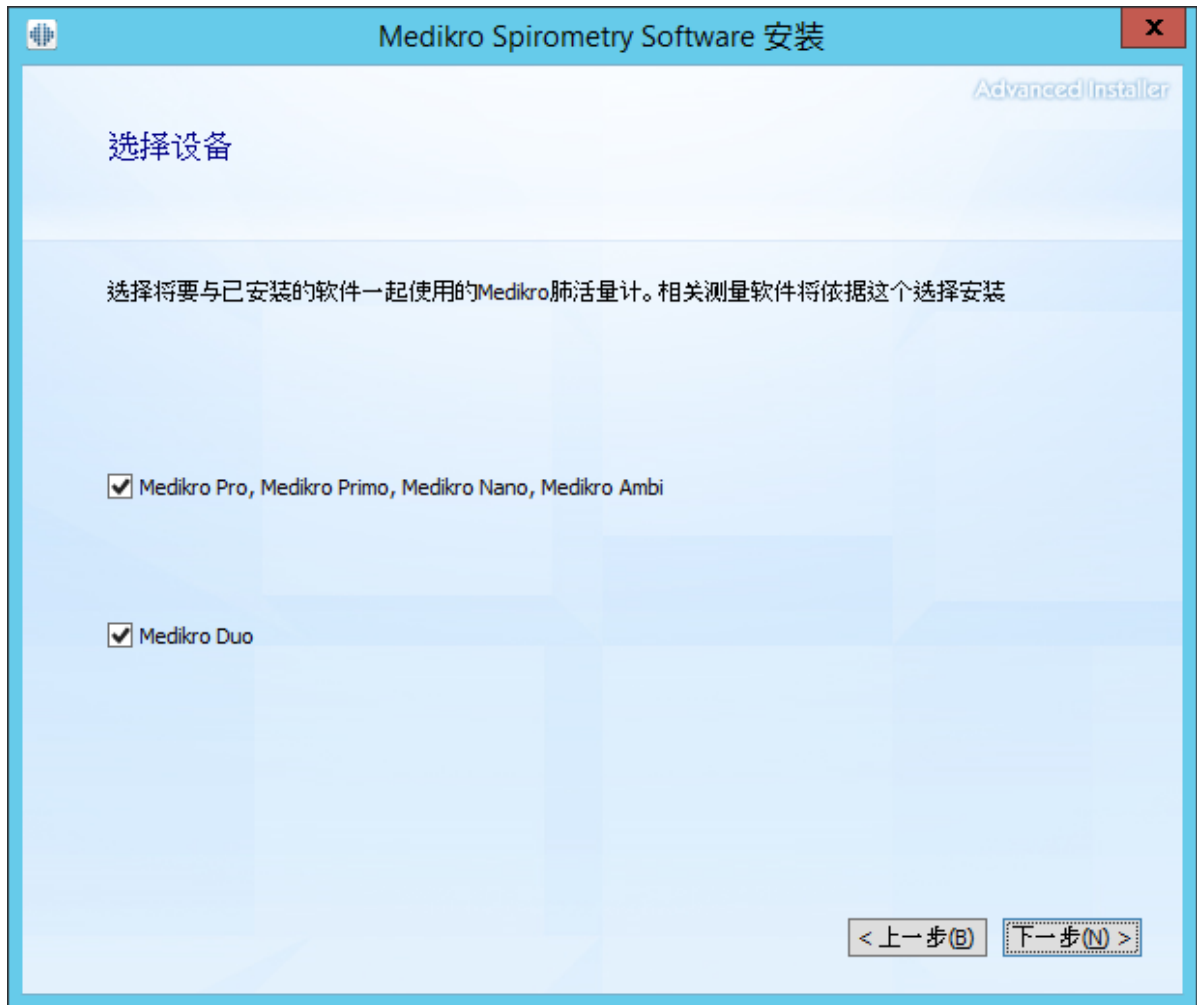 Medikro Spirometry Software 安装
x
Advanced Installer
选择设备
选择将要与已安装的软件一起使用的Medikro肺活量计。相关测量软件将依据这个选择安装
Medikro Pro, Medikro Primo, Medikro Nano, Medikro Ambi
Medikro Duo
< 上一步(B) 下一步(N) >